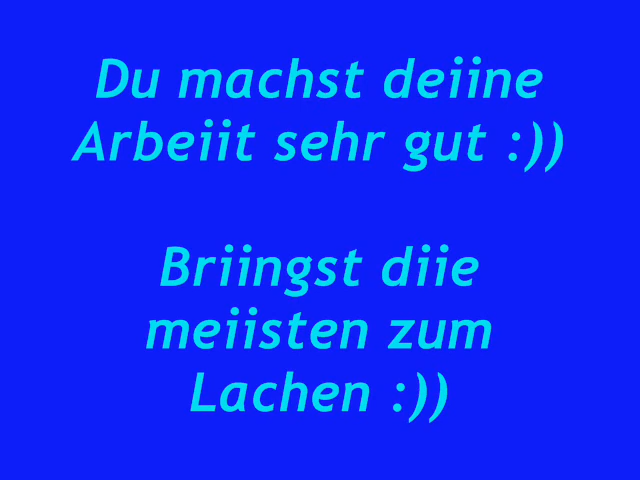 Du machst deiine
Arbeiit sehr gut :))
Briingst diie
meiisten zum
Lachen :))